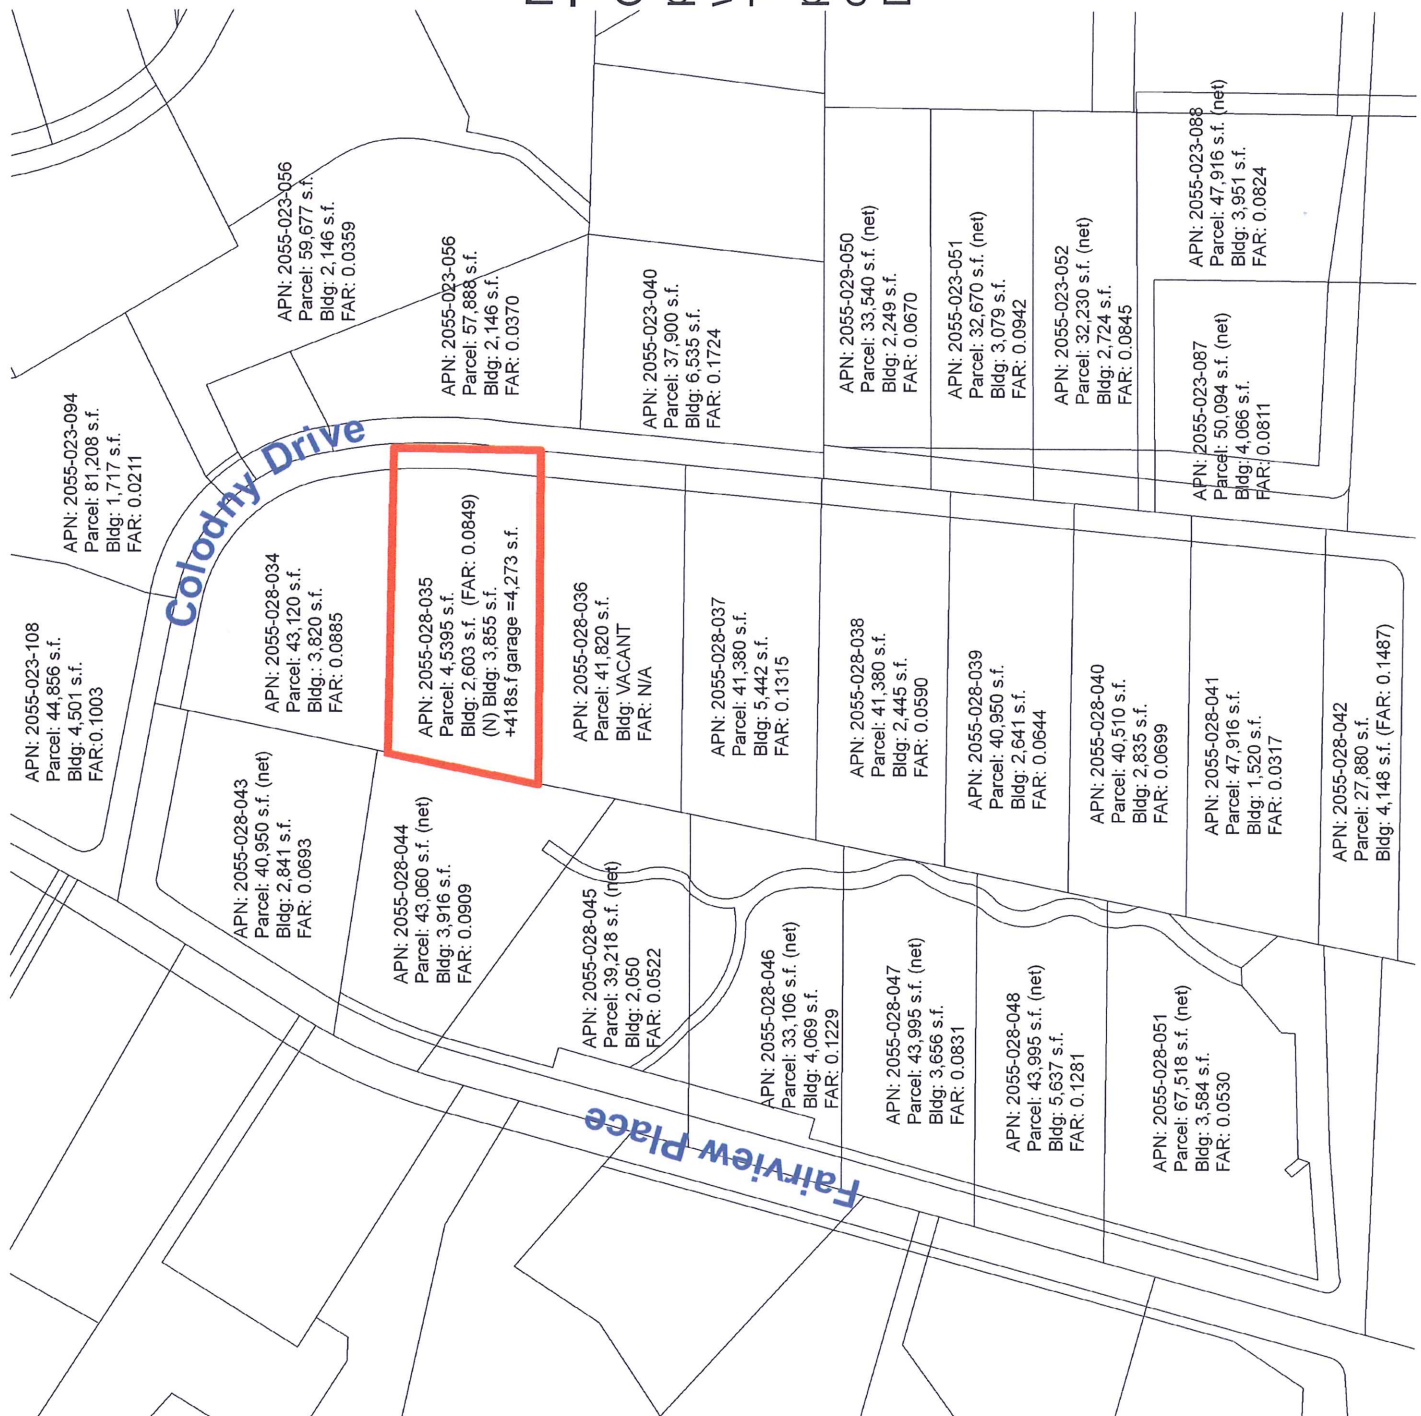 APN: 2055-023-108
Parcel: 44,856 s.f.
Bldg: 4,501 s.f.
FAR:0.1003
APN: 2055-023-094
Parcel: 81,208 s.f.
Bldg: 1,717 s.f.
FAR: 0.0211
APN: 2055-023-056
Parcel: 59,677 s.f.
Bldg: 2,146 s.f.
FAR: 0.0359
APN: 2055-023-056
Parcel: 57,888 s.f.
Bldg: 2,146 s.f.
FAR: 0.0370
APN: 2055-023-040
Parcel: 37,900 s.f.
Bldg: 6,535 s.f.
FAR: 0.1724
APN: 2055-029-050
Parcel: 33,540 s.f. (net)
Bldg: 2,249 s.f.
FAR: 0.0670
APN: 2055-023-051
Parcel: 32,670 s.f. (net)
Bldg: 3,079 s.f.
FAR: 0.0942
APN: 2055-023-052
Parcel: 32,230 s.f. (net)
Bldg: 2,724 s.f.
FAR: 0.0845
APN: 2055-023-088
Parcel: 47,916 s.f. (net)
Bldg: 3,951 s.f.
FAR: 0.0824
APN: 2055-023-087
Parcel: 50,094 s.f. (net)
Bldg: 4,066 s.f.
FAR: 0.0811
Colodny Drive
APN: 2055-028-034
Parcel: 43,120 s.f.
Bldg.: 3,820 s.f.
FAR: 0.0885
APN: 2055-028-035
Parcel: 4,5395 s.f.
Bldg: 2,603 s.f. (FAR: 0.0849)
(N) Bldg: 3,855 s.f.
+418s.f garage =4,273 s.f.
APN: 2055-028-036
Parcel: 41,820 s.f.
Bldg: VACANT
FAR: N/A
APN: 2055-028-037
Parcel: 41,380 s.f.
Bldg: 5,442 s.f.
FAR: 0.1315
APN: 2055-028-038
Parcel: 41,380 s.f.
Bldg: 2,445 s.f.
FAR: 0.0590
APN: 2055-028-039
Parcel: 40,950 s.f.
Bldg: 2,641 s.f.
FAR: 0.0644
APN: 2055-028-040
Parcel: 40,510 s.f.
Bldg: 2,835 s.f.
FAR: 0.0699
APN: 2055-028-041
Parcel: 47,916 s.f.
Bldg: 1,520 s.f.
FAR: 0.0317
APN: 2055-028-042
Parcel: 27,880 s.f.
Bldg: 4,148 s.f. (FAR: 0.1487)
APN: 2055-028-043
Parcel: 40,950 s.f. (net)
Bldg: 2,841 s.f.
FAR: 0.0693
APN: 2055-028-044
Parcel: 43,060 s.f. (net)
Bldg: 3,916 s.f.
FAR: 0.0909
APN: 2055-028-045
Parcel: 39,218 s.f. (net)
Bldg: 2,050
FAR: 0.0522
APN: 2055-028-046
Parcel: 33,106 s.f. (net)
Bldg: 4,069 s.f.
FAR: 0.1229
APN: 2055-028-047
Parcel: 43,995 s.f. (net)
Bldg: 3,656 s.f.
FAR: 0.0831
APN: 2055-028-048
Parcel: 43,995 s.f. (net)
Bldg: 5,637 s.f.
FAR: 0.1281
APN: 2055-028-051
Parcel: 67,518 s.f. (net)
Bldg: 3,584 s.f.
FAR: 0.0530
Fairview Place